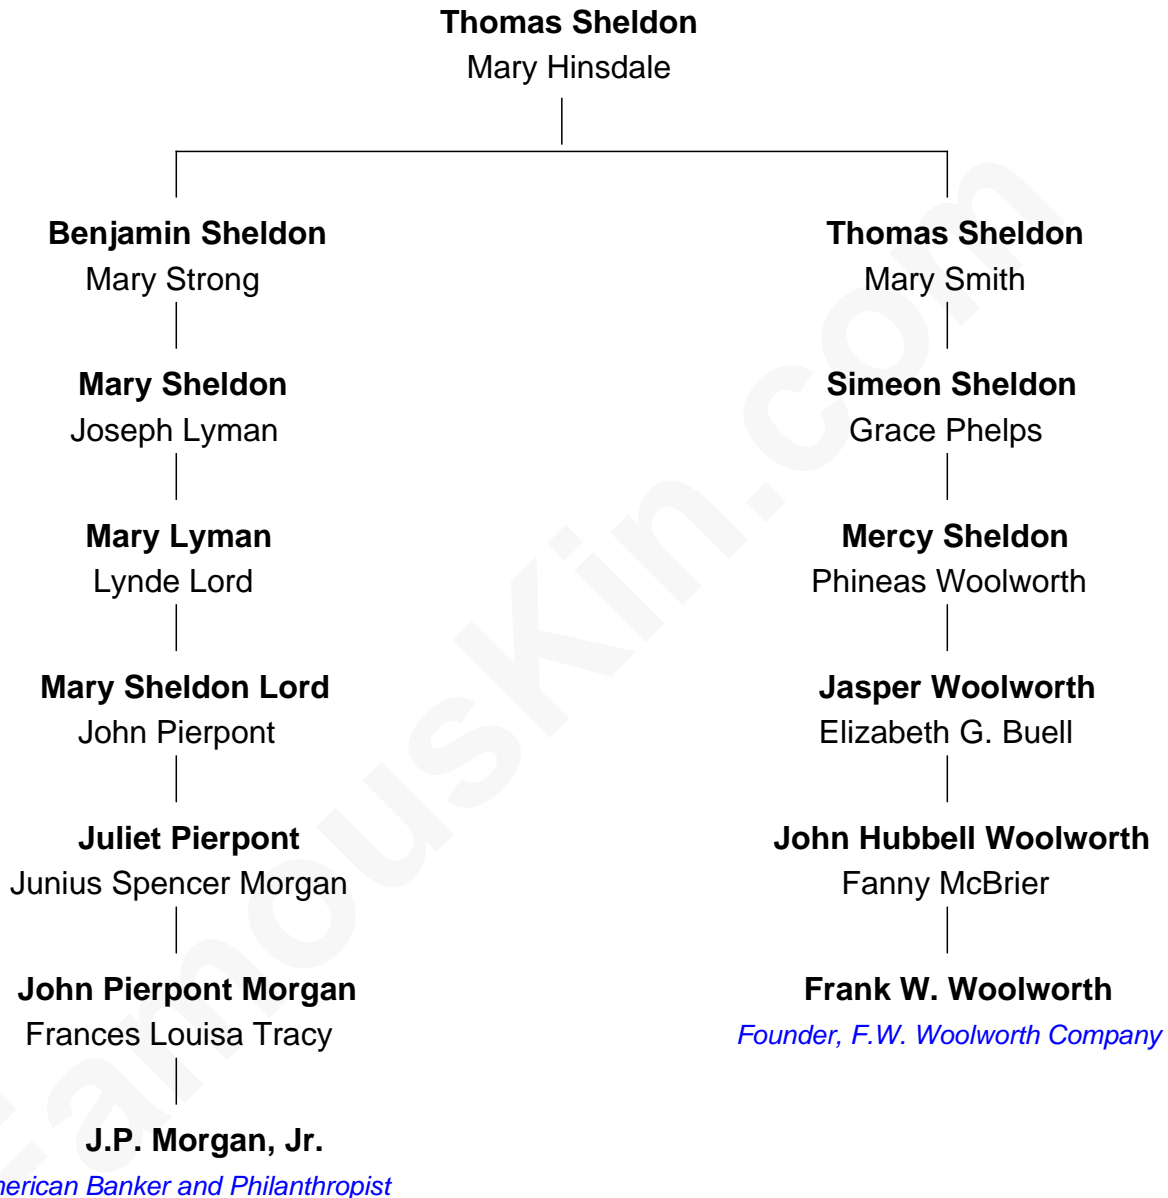 Thomas Sheldon
Mary Hinsdale
Benjamin Sheldon
Mary Strong
Thomas Sheldon
Mary Smith
Mary Sheldon
Joseph Lyman
Simeon Sheldon
Grace Phelps
Mary Lyman
Lynde Lord
Mercy Sheldon
Phineas Woolworth
Mary Sheldon Lord
John Pierpont
Jasper Woolworth
Elizabeth G. Buell
Juliet Pierpont
Junius Spencer Morgan
John Hubbell Woolworth
Fanny McBrier
John Pierpont Morgan
Frances Louisa Tracy
Frank W. Woolworth
Founder, F.W. Woolworth Company
J.P. Morgan, Jr.
merican Banker and Philanthropist
FamousKin.com